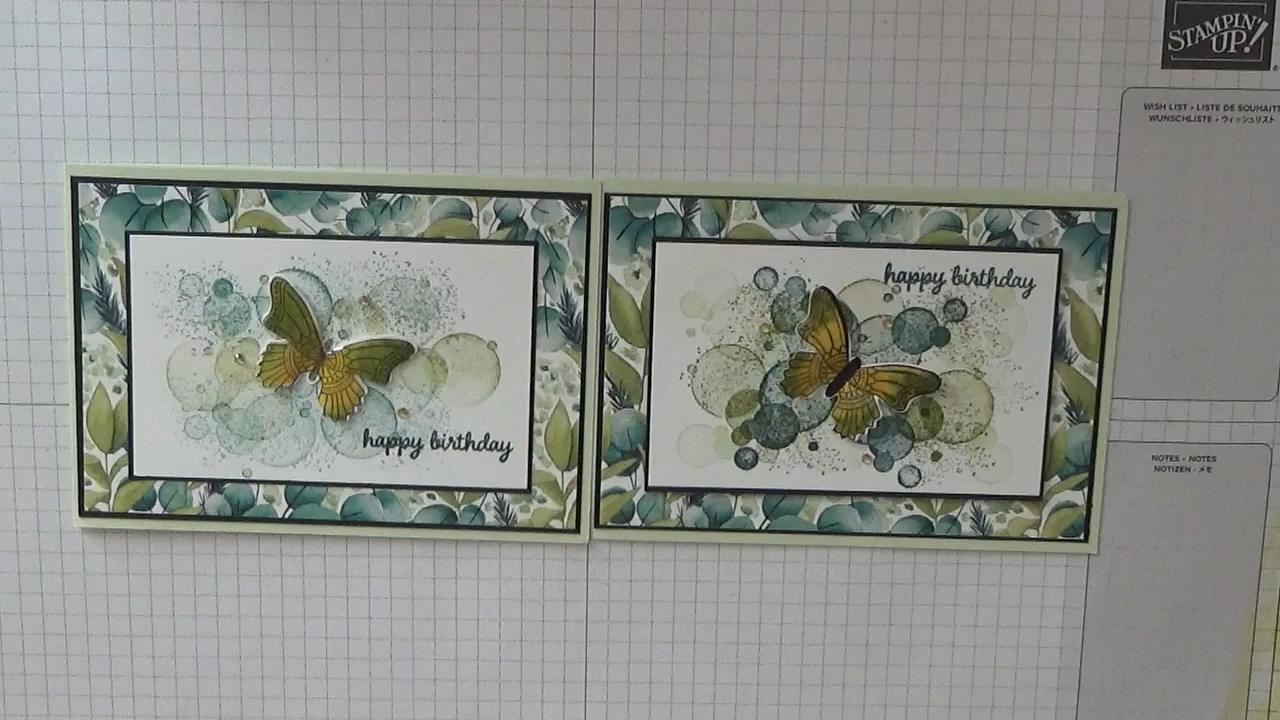 STAMPIN'
UP!
WISH LIST • LISTE DE SOUHAITS
WUNSCHLISTE • ウィッシュリスト
happy birthday
happy birthday
NOTES • NOTES
NOTIZEN • メモ